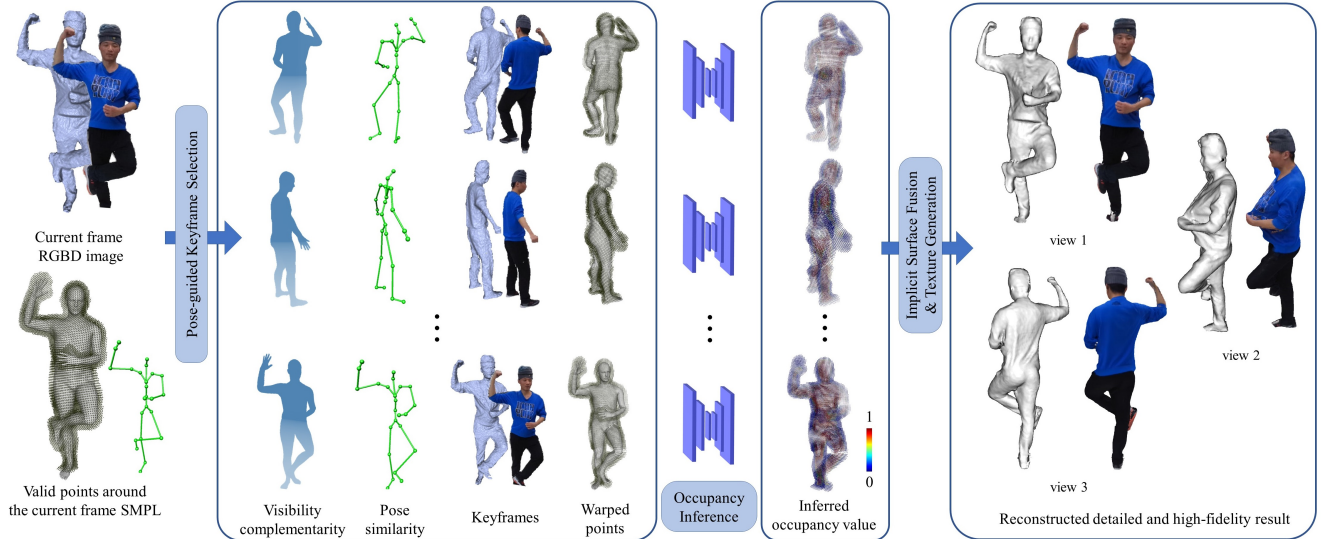 Current frame
RGBD image
Valid points around
the current frame SMPL
Pose-guided Keyframe Selection
Visibility
complementarity
Pose
similarity
Keyframes
Warped
points
Occupancy
Inference
1
0
Inferred
occupancy value
Implicit Surface Fusion
& Texture Generation
view 1
view 2
view 3
Reconstructed detailed and high-fidelity result